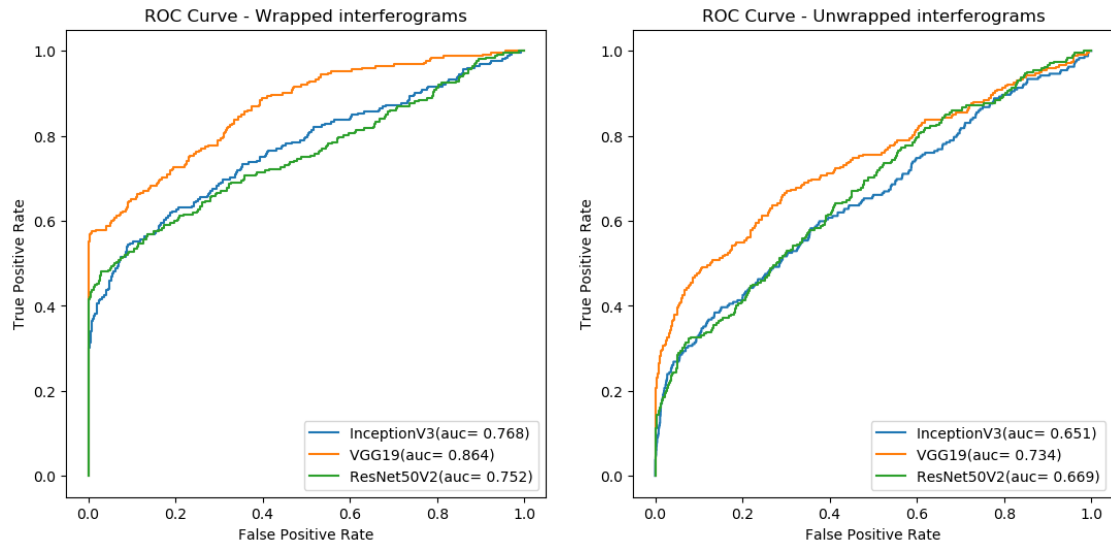 ROC Curve - Wrapped interferograms
True Positive Rate
1.0
0.8
0.6
0.4
0.2
0.0
InceptionV3(auc= 0.768)
VGG19(auc= 0.864)
ResNet50V2(auc= 0.752)
0.0 0.2 0.4 0.6 0.8 1.0
False Positive Rate
ROC Curve - Unwrapped interferograms
True Positive Rate
1.0
0.8
0.6
0.4
0.2
0.0
InceptionV3(auc= 0.651)
VGG19(auc= 0.734)
ResNet50V2(auc= 0.669)
0.0 0.2 0.4 0.6 0.8 1.0
False Positive Rate